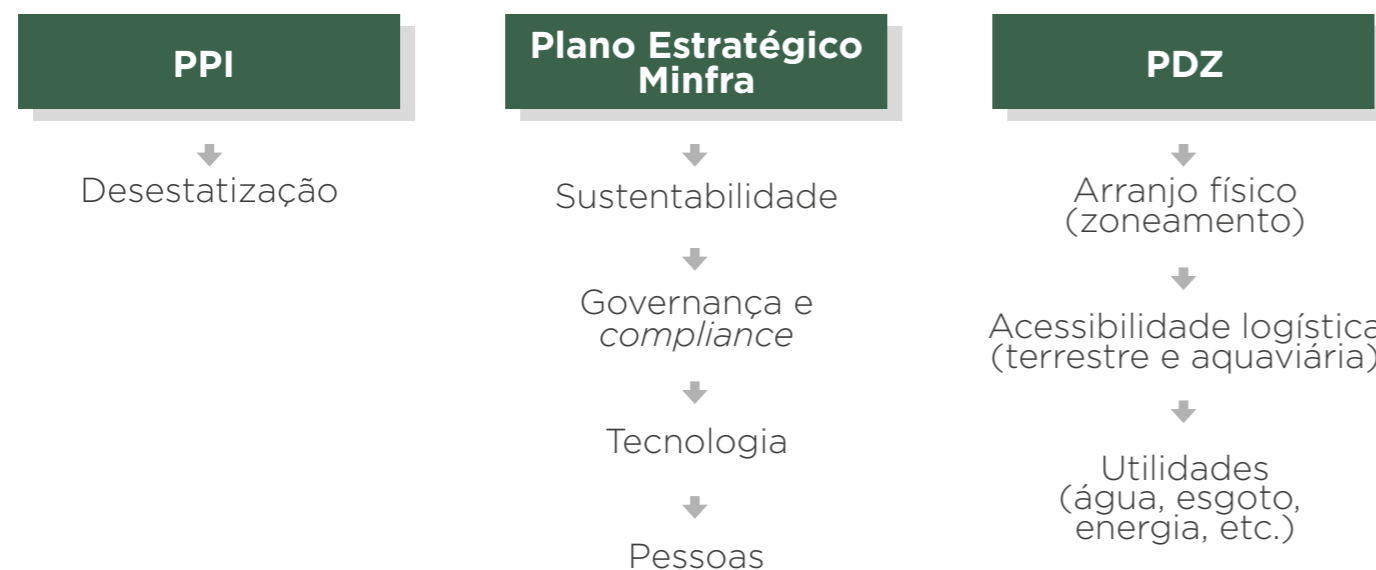 PPI
Desestatização
Plano Estratégico
Minfra
Sustentabilidade
Governança e
compliance
Tecnologia
Pessoas
PDZ
Arranjo físico
(zoneamento)
Acessibilidade logística
(terrestre e aquaviária)
Utilidades
(água, esgoto,
energia, etc.)